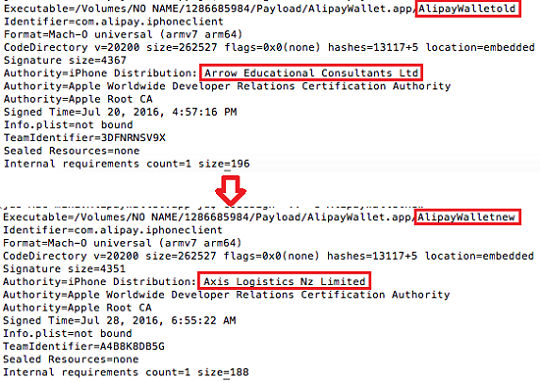 Executable=/Volumes/NO NAME/1286685984/Payload/AlipayWallet.app/AlipayWalletold
Identifier=com.alipay.iphoneclient
Format=Mach-O universal (armv7 arm64)
CodeDirectory v=20200 size=262527 flags=0x0(none) hashes=13117+5 location=embedded
Signature size=4367
Authority=iPhone Distribution: Arrow Educational Consultants Ltd
Authority=Apple Worldwide Developer Relations Certification Authority
Authority=Apple Root CA
Signed Time=Jul 20, 2016, 4:57:16 PM
Info.plist=not bound
TeamIdentifier=3DFNRNSV9X
Sealed Resources=none
Internal requirements count=1 size=196
Executable=/Volumes/NO NAME/1286685984/Payload/AlipayWallet.app/AlipayWalletnew
Identifier=com.alipay.iphoneclient
Format=Mach-O universal (armv7 arm64)
CodeDirectory v=20200 size=262527 flags=0x0(none) hashes=13117+5 location=embedded
Signature size=4351
Authority=iPhone Distribution: Axis Logistics Nz Limited
Authority=Apple Worldwide Developer Relations Certification Authority
Authority=Apple Root CA
Signed Time=Jul 28, 2016, 6:55:22 AM
Info.plist=not bound
TeamIdentifier=A4B8K8DB5G
Sealed Resources=none
Internal requirements count=1 size=188